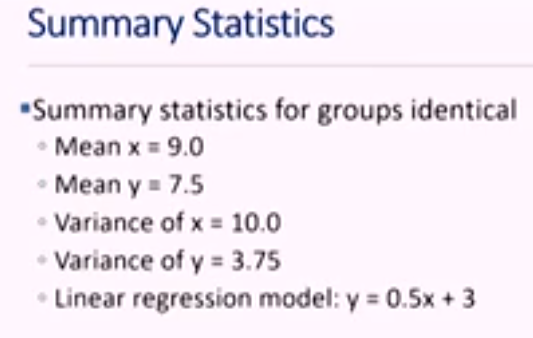 Summary Statistics
▪Summary statistics for groups identical
◦ Mean x = 9.0
◦ Mean y = 7.5
◦ Variance of x = 10.0
◦ Variance of y = 3.75
◦ Linear regression model: y = 0.5x + 3